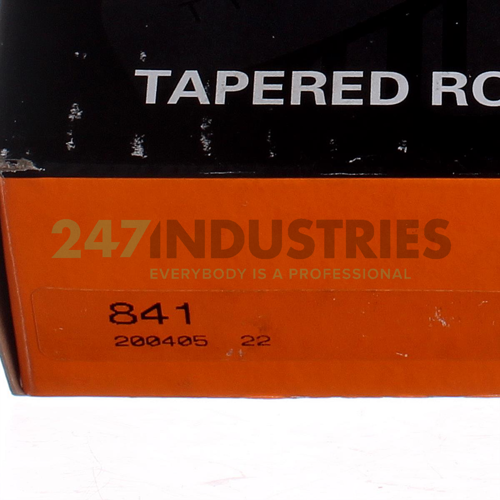 TAPERED RO
247INDUSTRIES
EVERYBODY IS A PROFESSIONAL
841
200405 22